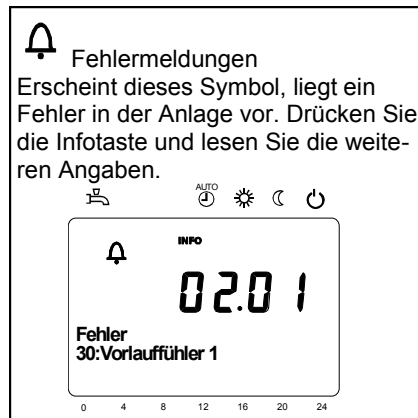 Fehlermeldungen
Erscheint dieses Symbol, liegt ein
Fehler in der Anlage vor. Drücken Sie
die Infotaste und lesen Sie die weite-
ren Angaben.
AUTO
INFO
02.01
Fehler
30:Vorlauffühler 1
0 4 8 12 16 20 24